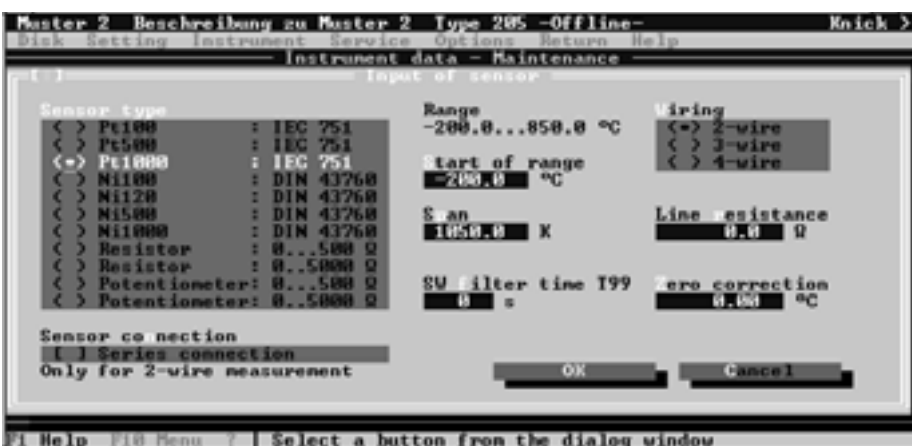 Muster 2 Beschreibung zu Muster 2 Type 205 -Offline- Knick >
Disk Setting Instrument Service Options Return Help
Instrument data - Maintenance
Input of sensor
Sensor type
( ) Pt100 : IEC 751
( ) Pt500 : IEC 751
(•) Pt1000 : IEC 751
( ) Ni100 : DIN 43760
( ) Ni120 : DIN 43760
( ) Ni500 : DIN 43760
( ) Ni1000 : DIN 43760
( ) Resistor : 0...500 Ω
( ) Resistor : 0..5000 Ω
( ) Potentiometer: 0...500 Ω
( ) Potentiometer: 0..5000 Ω
Sensor connection
[ ] Series connection
Only for 2-wire measurement
Range
-200.0...850.0 °C
Start of range
-200.0 °C
Span
1050.0 K
SW filter time T99
0 s
Wiring
(•) 2-wire
( ) 3-wire
( ) 4-wire
Line resistance
0.0 Ω
Zero correction
0.00 °C
OK Cancel
F1 Help F10 Menu ? | Select a button from the dialog window